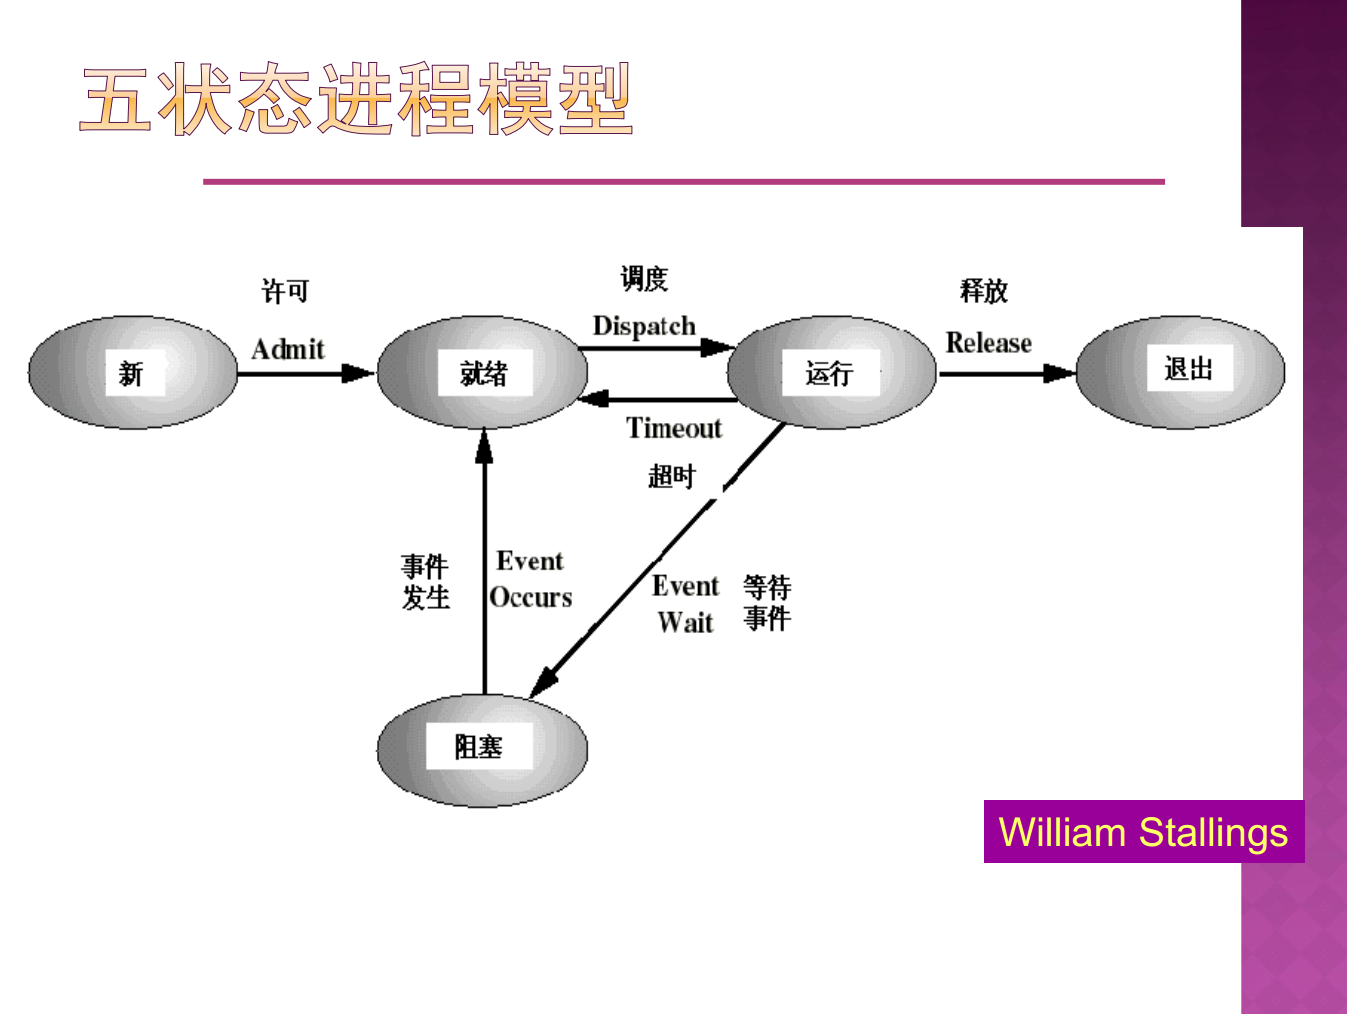 五状态进程模型
许可
调度
释放
Admit
Dispatch
Release
新
就绪
运行
退出
Timeout
超时
事件
发生
Event
Occurs
Event
Wait
等待
事件
阻塞
William Stallings